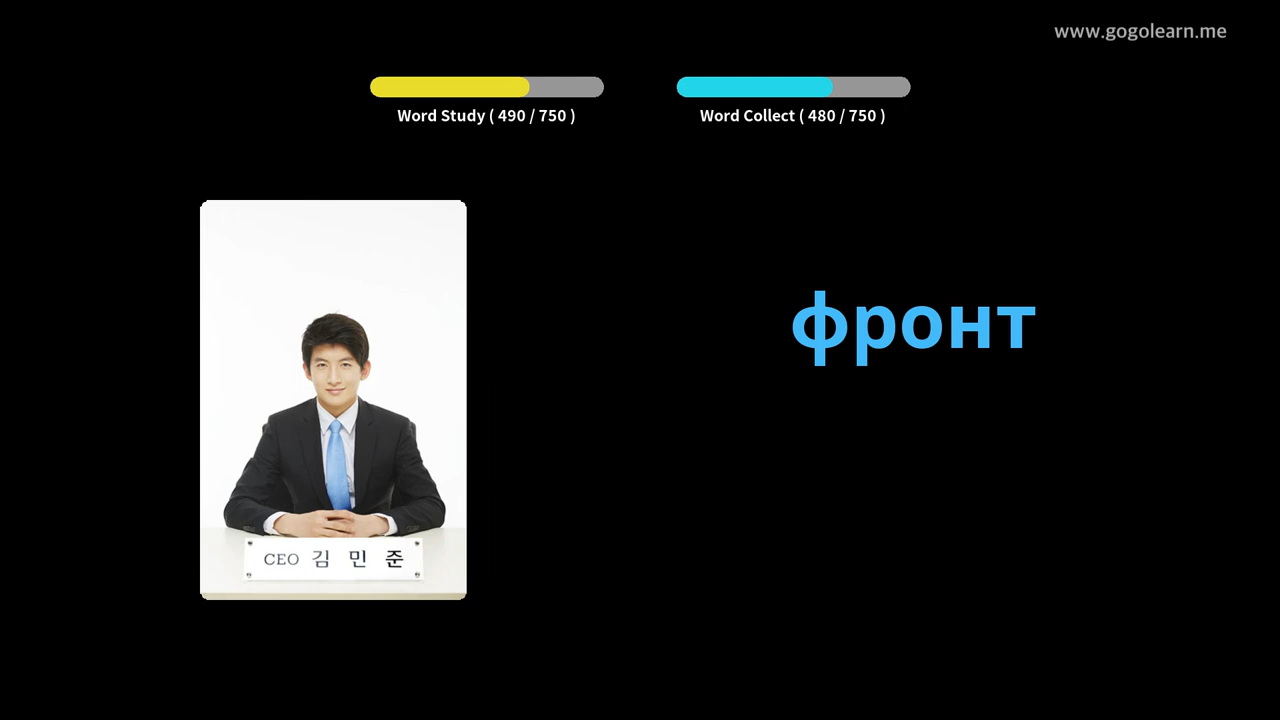 www.gogolearn.me
Word Study ( 490 / 750 )
Word Collect ( 480 / 750 )
фронт
CEO 김 민 준